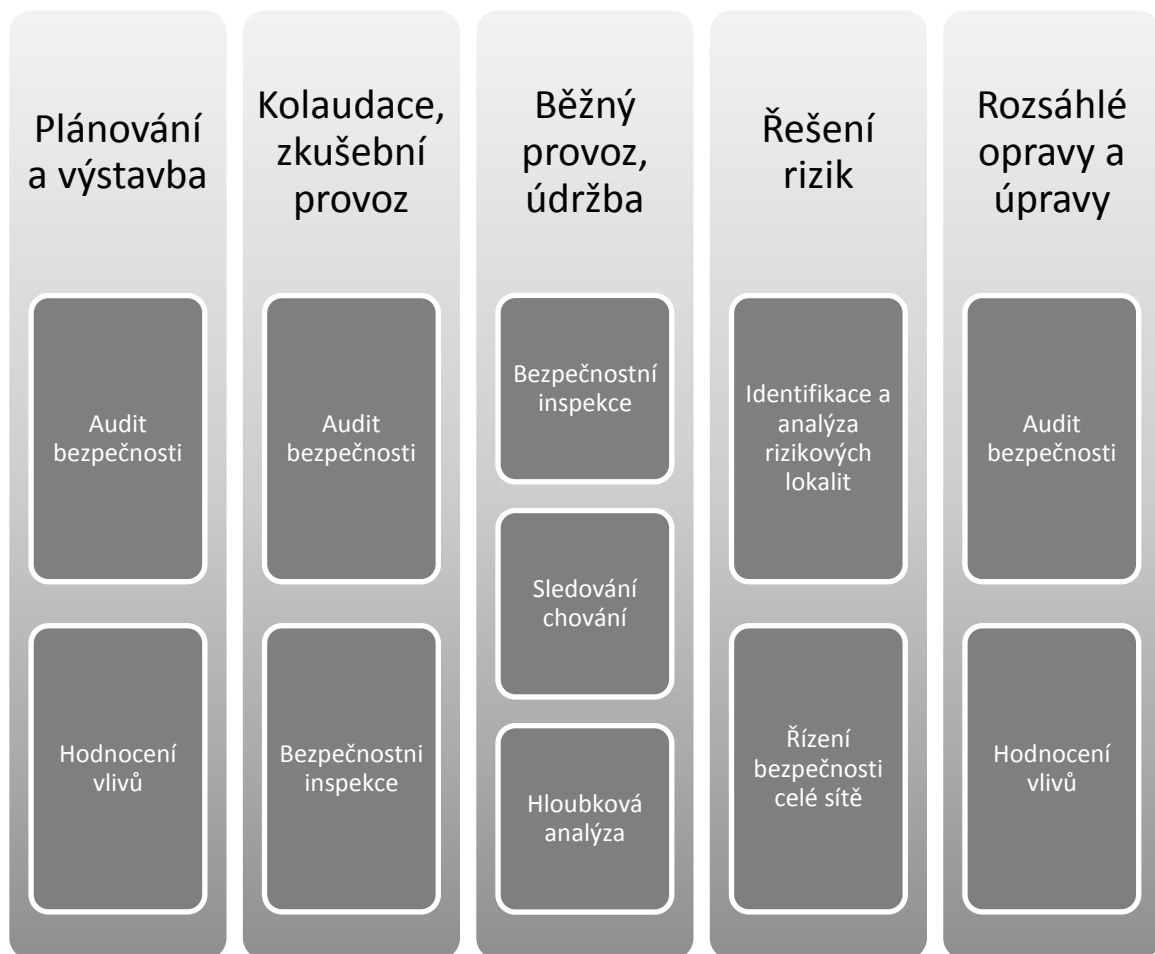 Plánování
a výstavba
Audit
bezpečnosti
Hodnocení
vlivů
Kolaudace,
zkušební
provoz
Audit
bezpečnosti
Bezpečnostni
inspekce
Běžný
provoz,
údržba
Bezpečnostní
inspekce
Sledování
chování
Hloubková
analýza
Řešení
rizik
Identifikace a
analýza
rizikových
lokalit
Řízení
bezpečnosti
celé sítě
Rozsáhlé
opravy a
úpravy
Audit
bezpečnosti
Hodnocení
vlivů